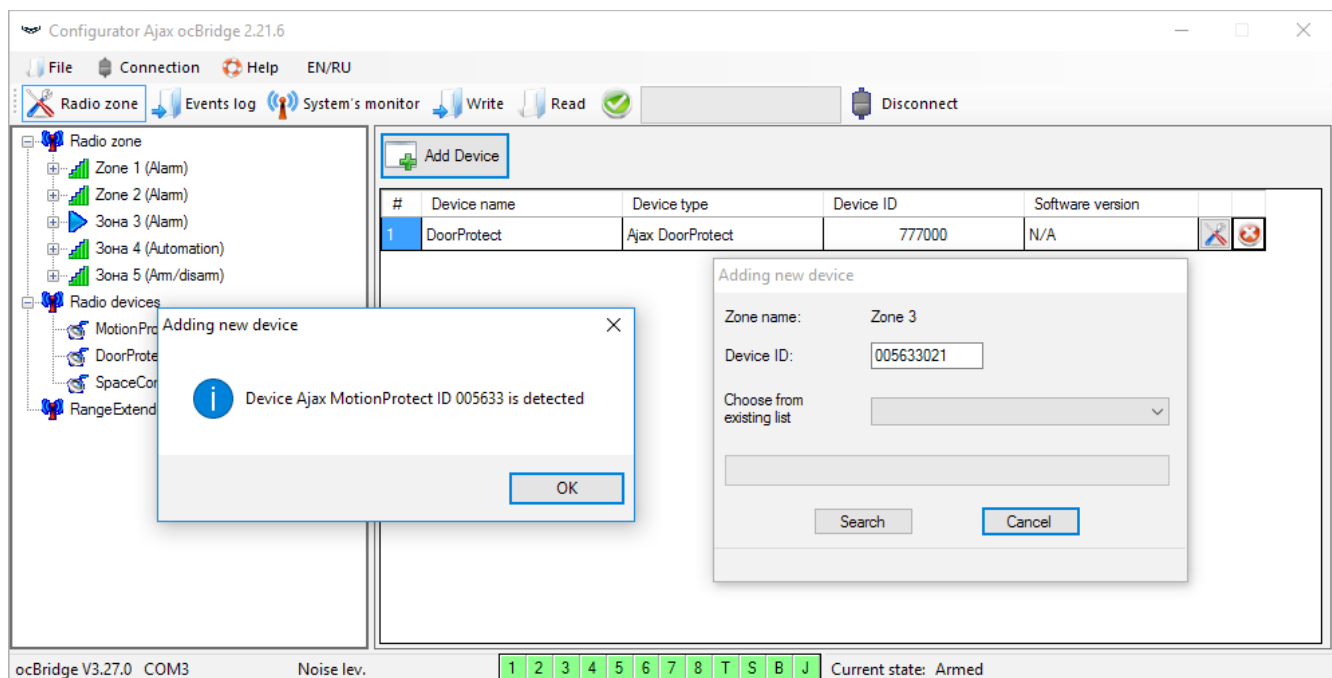 Configurator Ajax ocBridge 2.21.6
File Connection Help EN/RU
Radio zone Events log System's monitor Write Read Disconnect
Radio zone
Zone 1 (Alarm)
Zone 2 (Alarm)
Зона 3 (Alarm)
Зона 4 (Automation)
Зона 5 (Arm/disarm)
Radio devices
MotionPro
DoorProte
SpaceCon
RangeExtend
Add Device
# Device name Device type Device ID Software version
1 DoorProtect Ajax DoorProtect 777000 N/A
Adding new device
Device Ajax MotionProtect ID 005633 is detected
OK
Adding new device
Zone name: Zone 3
Device ID: 005633021
Choose from
existing list
Search Cancel
ocBridge V3.27.0 COM3 Noise lev. 1 2 3 4 5 6 7 8 T S B J Current state: Armed